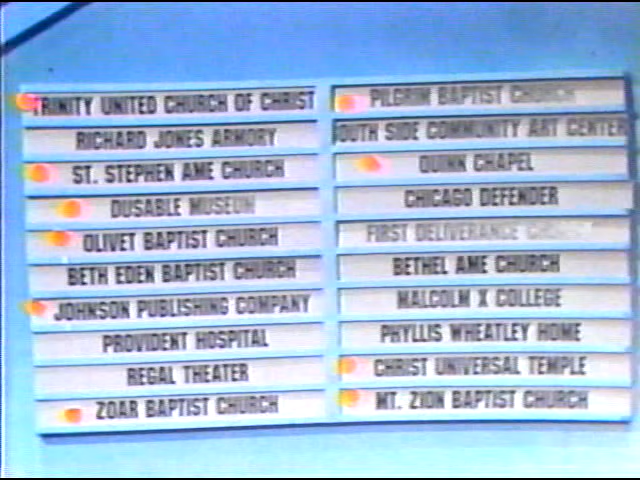 TRINITY UNITED CHURCH OF CHRIST
RICHARD JONES ARMORY
ST. STEPHEN AME CHURCH
DUSABLE MUSEUM
OLIVET BAPTIST CHURCH
BETH EDEN BAPTIST CHURCH
JOHNSON PUBLISHING COMPANY
PROVIDENT HOSPITAL
REGAL THEATER
ZOAR BAPTIST CHURCH
PILGRIM BAPTIST CHURCH
SOUTH SIDE COMMUNITY ART CENTER
QUINN CHAPEL
CHICAGO DEFENDER
FIRST DELIVERANCE CHURCH
BETHEL AME CHURCH
MALCOLM X COLLEGE
PHYLLIS WHEATLEY HOME
CHRIST UNIVERSAL TEMPLE
MT. ZION BAPTIST CHURCH